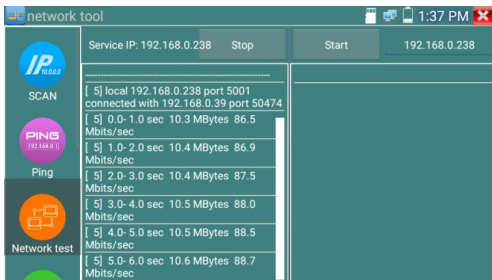 network tool
1:37 PM
Service IP: 192.168.0.238
Stop
Start
192.168.0.238
IP
10.0.0.0
SCAN
PING
(192.168.0.1)
Ping
Network test
[ 5] local 192.168.0.238 port 5001
connected with 192.168.0.39 port 50474
[ 5] 0.0- 1.0 sec 10.3 MBytes 86.5
Mbits/sec
[ 5] 1.0- 2.0 sec 10.4 MBytes 86.9
Mbits/sec
[ 5] 2.0- 3.0 sec 10.4 MBytes 87.5
Mbits/sec
[ 5] 3.0- 4.0 sec 10.5 MBytes 88.0
Mbits/sec
[ 5] 4.0- 5.0 sec 10.5 MBytes 88.5
Mbits/sec
[ 5] 5.0- 6.0 sec 10.6 MBytes 88.7
Mbits/sec